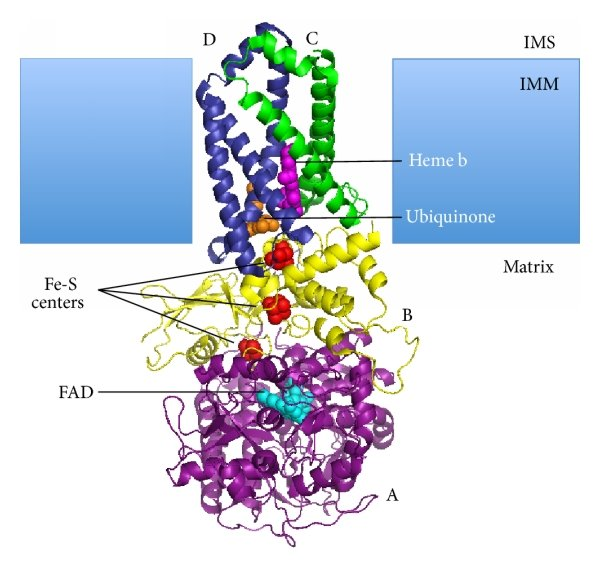 D
C
IMS
IMM
Heme b
Ubiquinone
Matrix
Fe-S
centers
B
FAD
A